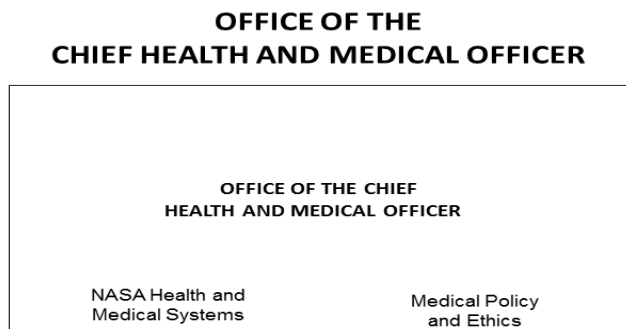 OFFICE OF THE
CHIEF HEALTH AND MEDICAL OFFICER
OFFICE OF THE CHIEF
HEALTH AND MEDICAL OFFICER
NASA Health and
Medical Systems
Medical Policy
and Ethics